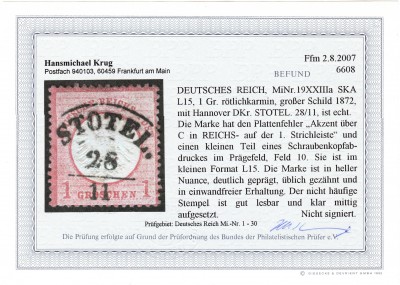 Hansmichael Krug
Postfach 940103, 60459 Frankfurt am Main
Ffm 2.8.2007
BEFUND 6608
DEUTSCHES REICH, MiNr.19XXIIIa SKA
L15, 1 Gr. rötlichkarmin, großer Schild 1872,
mit Hannover DKr. STOTEL. 28/11, ist echt.
Die Marke hat den Plattenfehler „Akzent über
C in REICHS- auf der 1. Strichleiste" und
einen kleinen Teil eines Schraubenkopfab-
druckes im Prägefeld, Feld 10. Sie ist im
kleinen Format L15. Die Marke ist in heller
Nuance, deutlich geprägt, üblich gezähnt und
in einwandfreier Erhaltung. Der nicht häufige
Stempel ist gut lesbar und klar mittig
aufgesetzt. Nicht signiert.
STOTEL.
28
11
1 1
GROSCHEN
Prüfgebiet: Deutsches Reich Mi.-Nr. 1 - 30
Die Prüfung erfolgte auf Grund der Prüfordnung des Bundes der Philatelistischen Prüfer e.V.